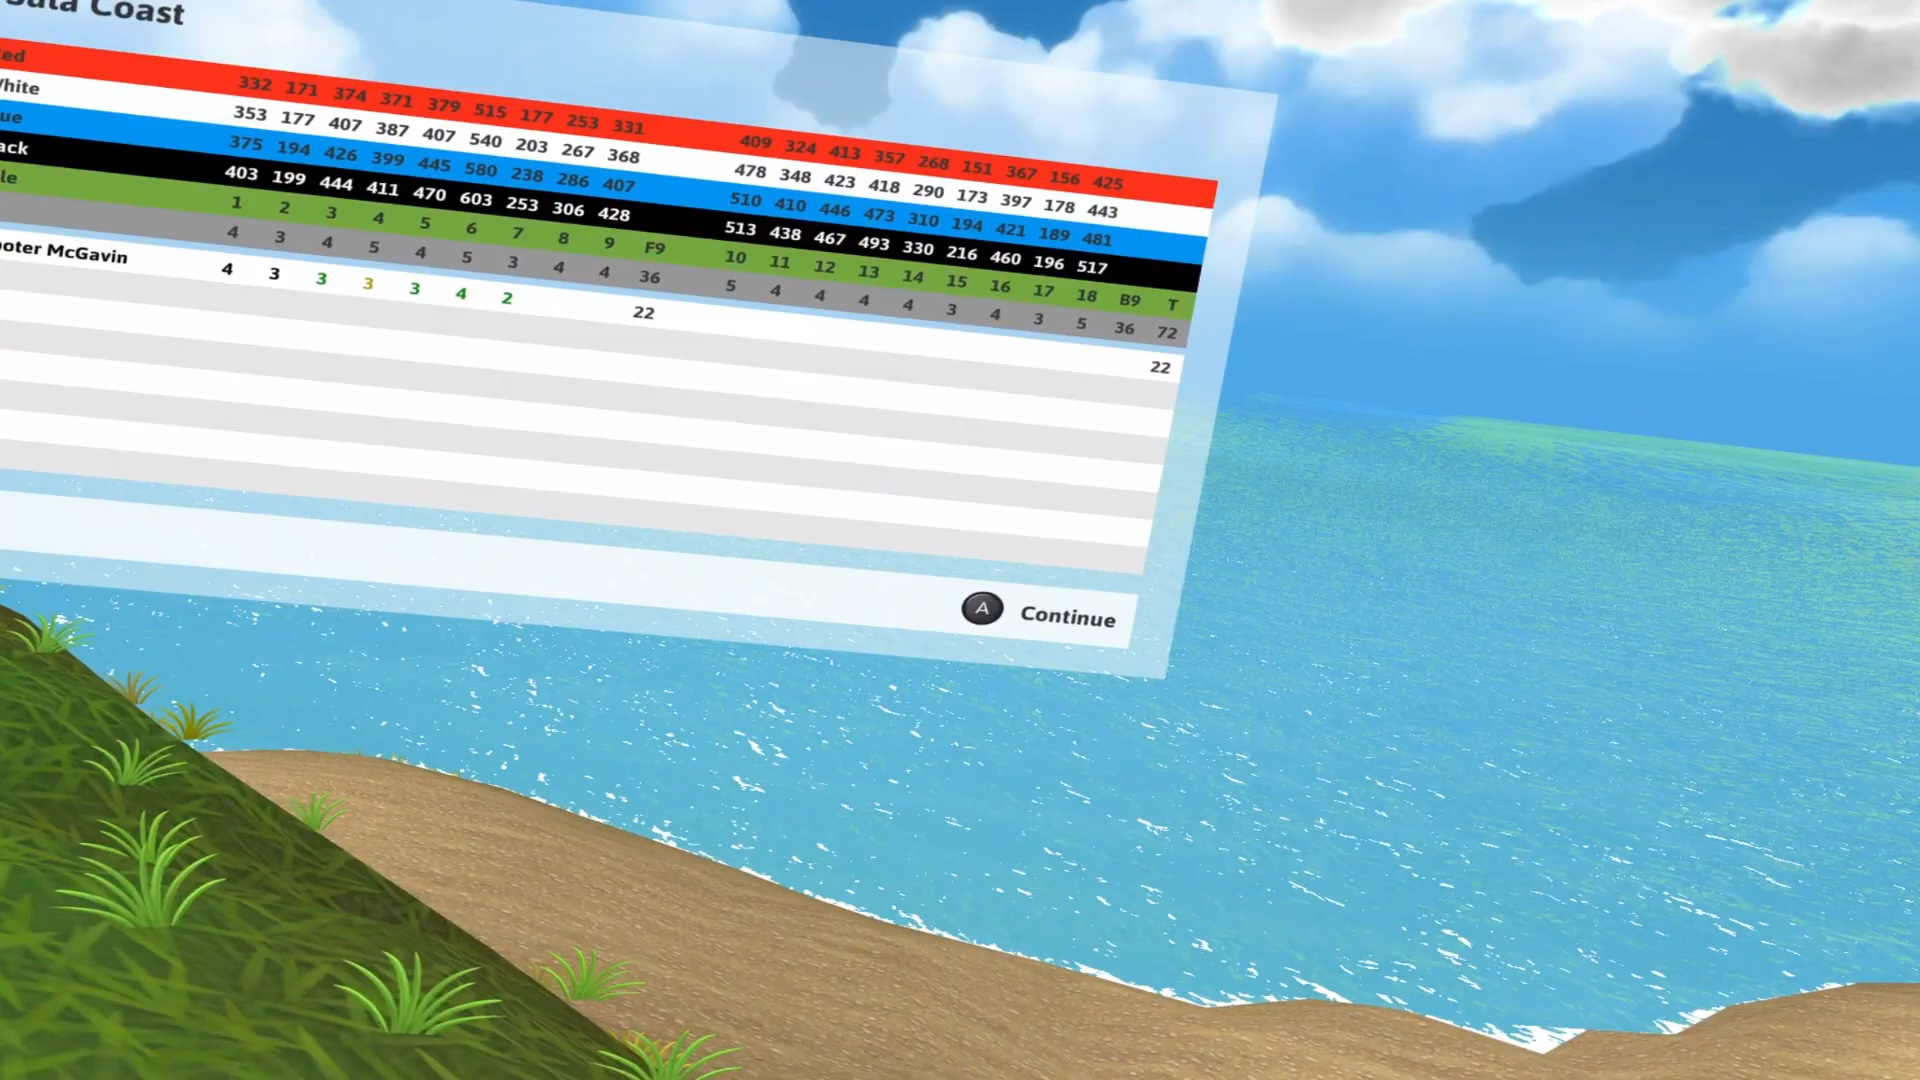 Coast
332 171 374 371 379 515 177 253 331 409 324 413 357 268 151 367 156 425
353 177 407 387 407 540 203 267 368 478 348 423 418 290 173 397 178 443
375 194 426 399 445 580 238 286 407 510 410 446 473 310 194 421 189 481
403 199 444 411 470 603 253 306 428 513 438 467 493 330 216 460 196 517
1 2 3 4 5 6 7 8 9 F9 10 11 12 13 14 15 16 17 18 B9 T
4 3 4 5 4 5 3 4 4 36 5 4 4 4 4 3 4 3 5 36 72
ooter McGavin 4 3 3 3 3 4 2 22 22
A Continue